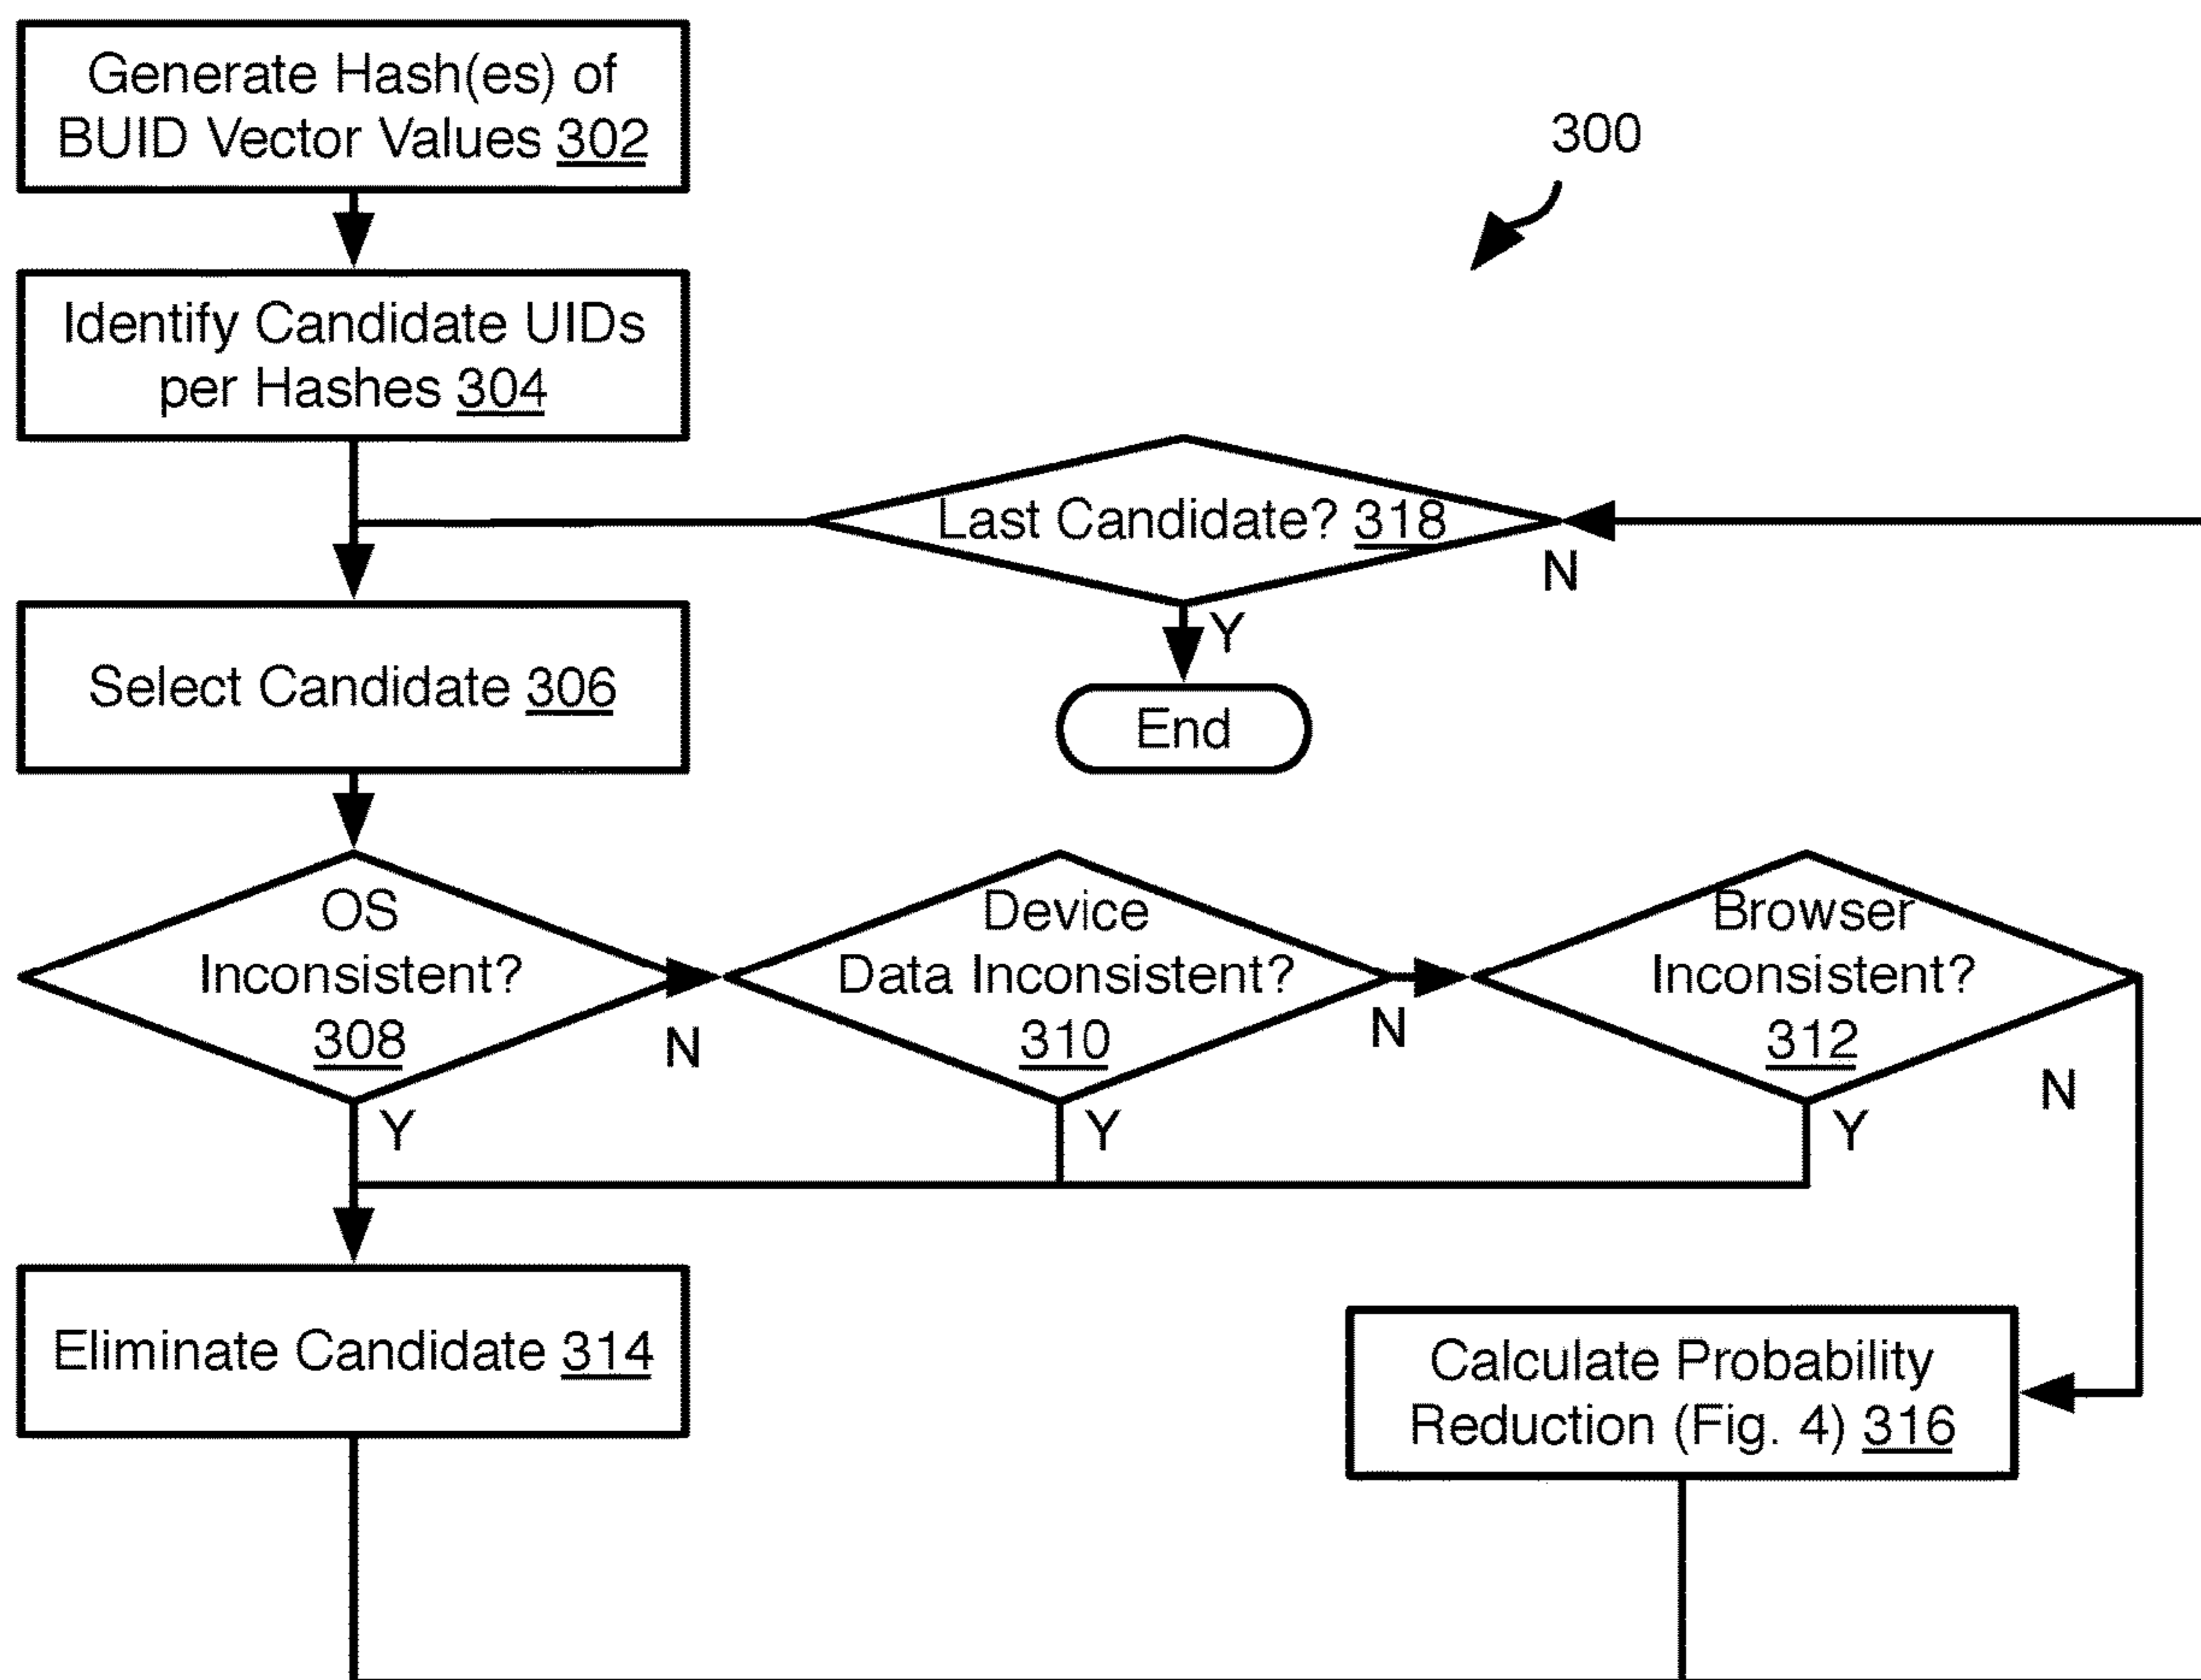 Generate Hash(es) of
BUID Vector Values 302
300
Identify Candidate UIDs
per Hashes 304
Last Candidate? 318
N
Y
Select Candidate 306
End
OS
Inconsistent?
308
N
Y
Device
Data Inconsistent?
310
N
Y
Browser
Inconsistent?
312
N
Y
Eliminate Candidate 314
Calculate Probability
Reduction (Fig. 4) 316